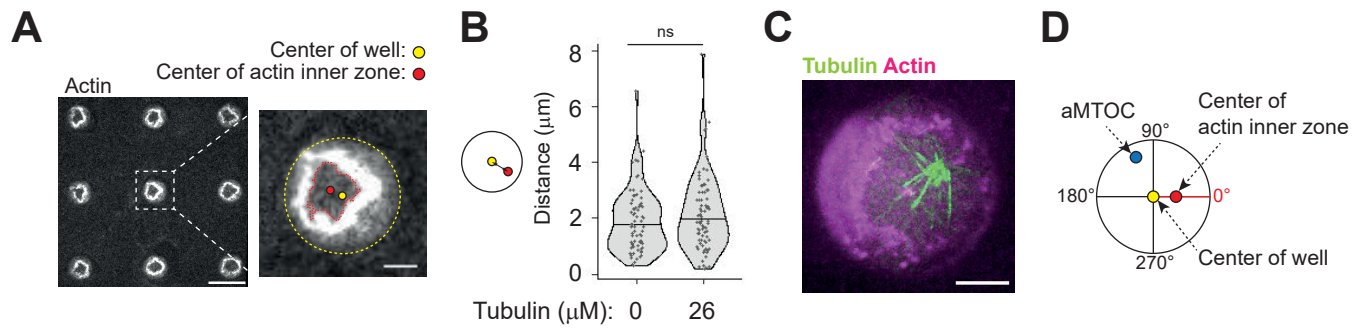 A
Center of well:
Center of actin inner zone:
Actin
B
ns
8
6
4
2
0
Distance (μm)
Tubulin (μM): 0 26
C
Tubulin Actin
D
aMTOC
Center of
actin inner zone
90°
180°
0°
270°
Center of well